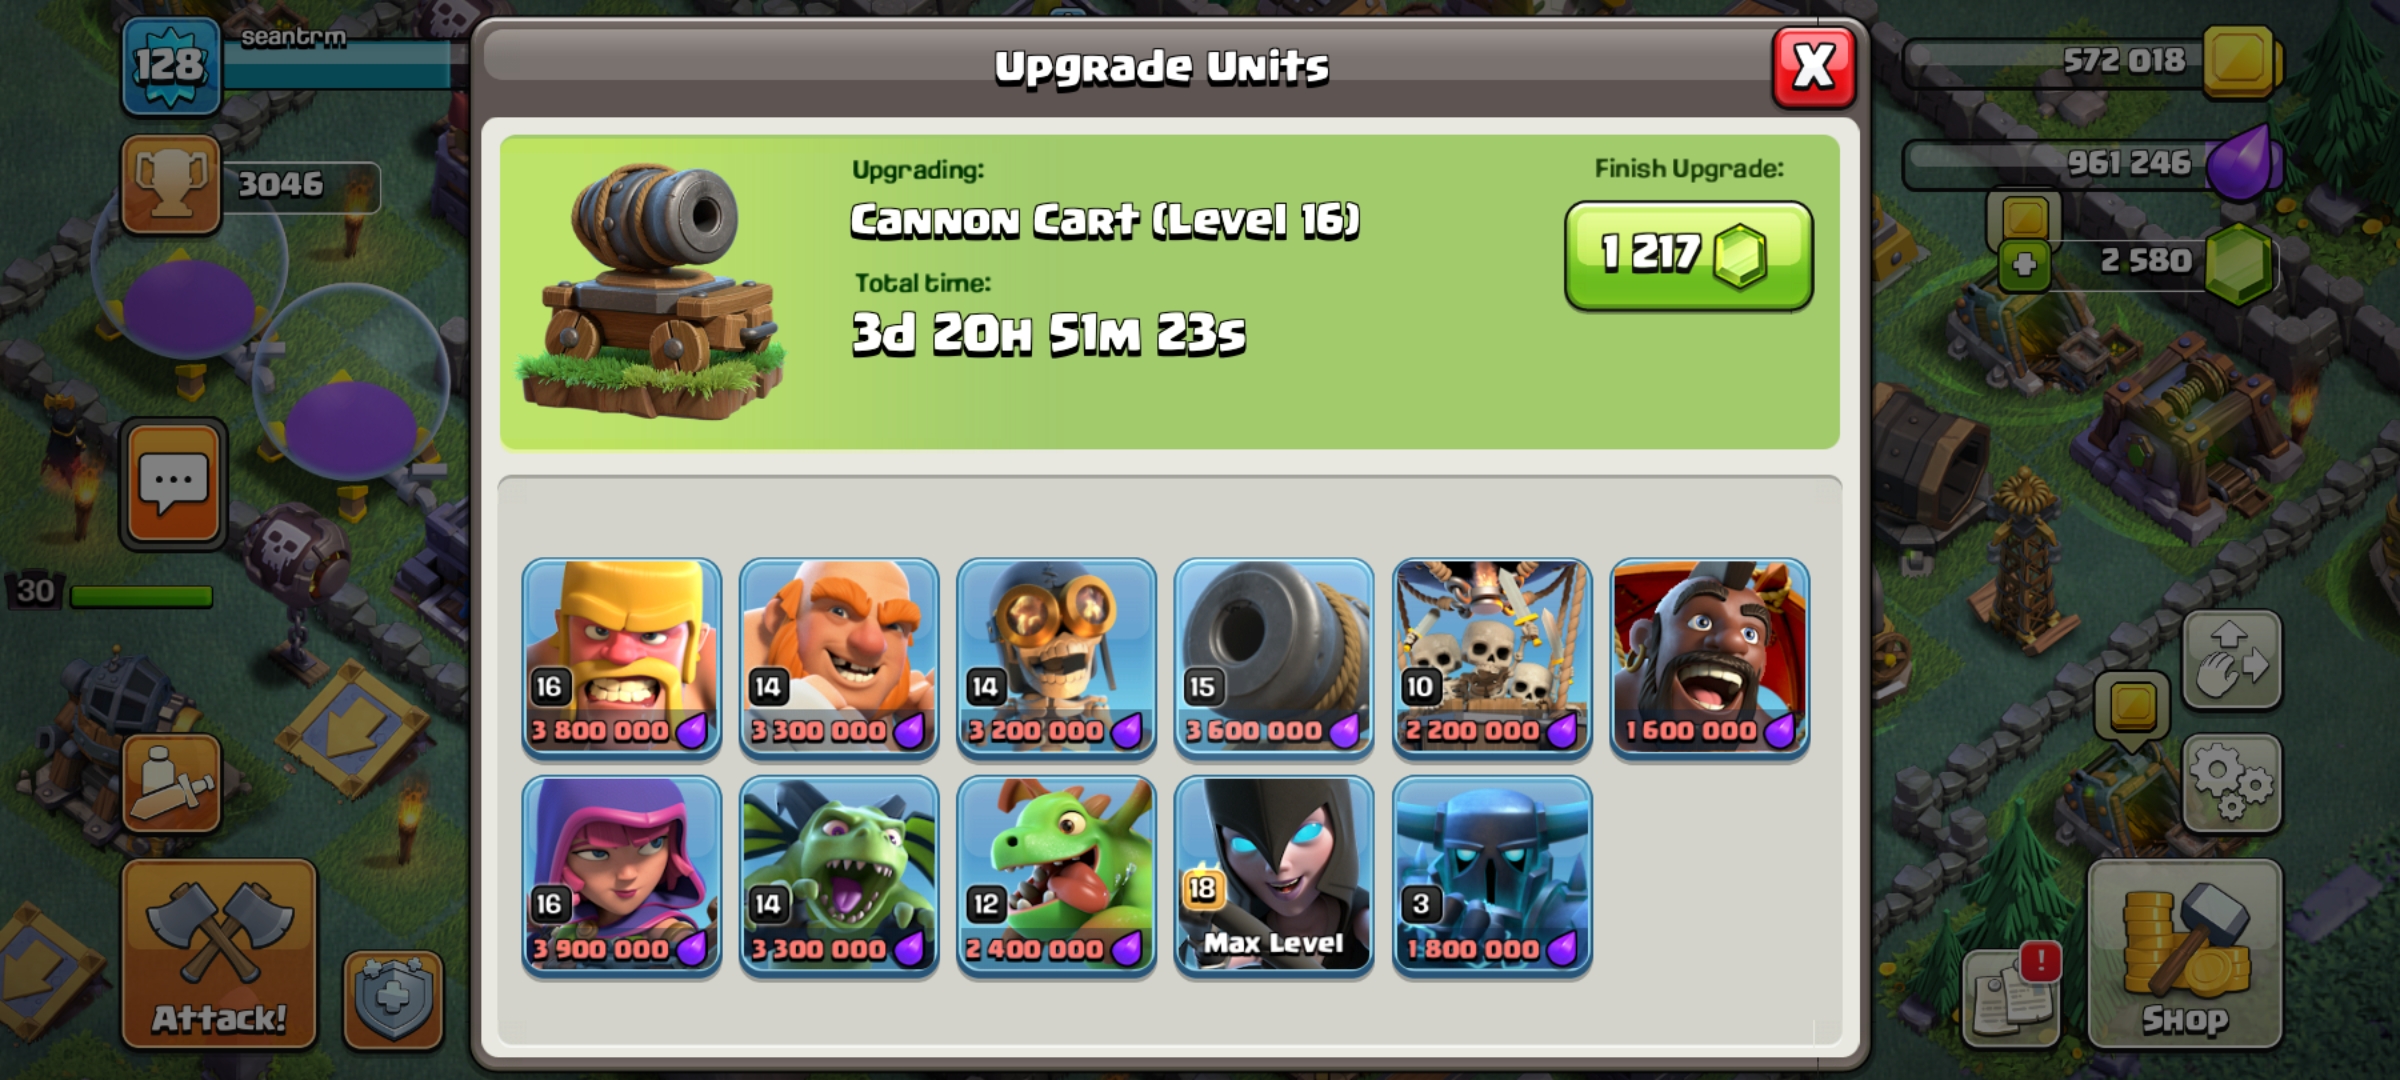 128
seantrm
Upgrade Units
X
572 018
3046
961 246
2 580
Upgrading:
Cannon Cart (Level 16)
Total time:
3d 20H 51M 23s
Finish Upgrade:
1 217
30
16
3 800 000
14
3 300 000
14
3 200 000
15
3 600 000
10
2 200 000
1 600 000
16
3 900 000
14
3 300 000
12
2 400 000
18
Max Level
3
1 800 000
Attack!
!
Shop